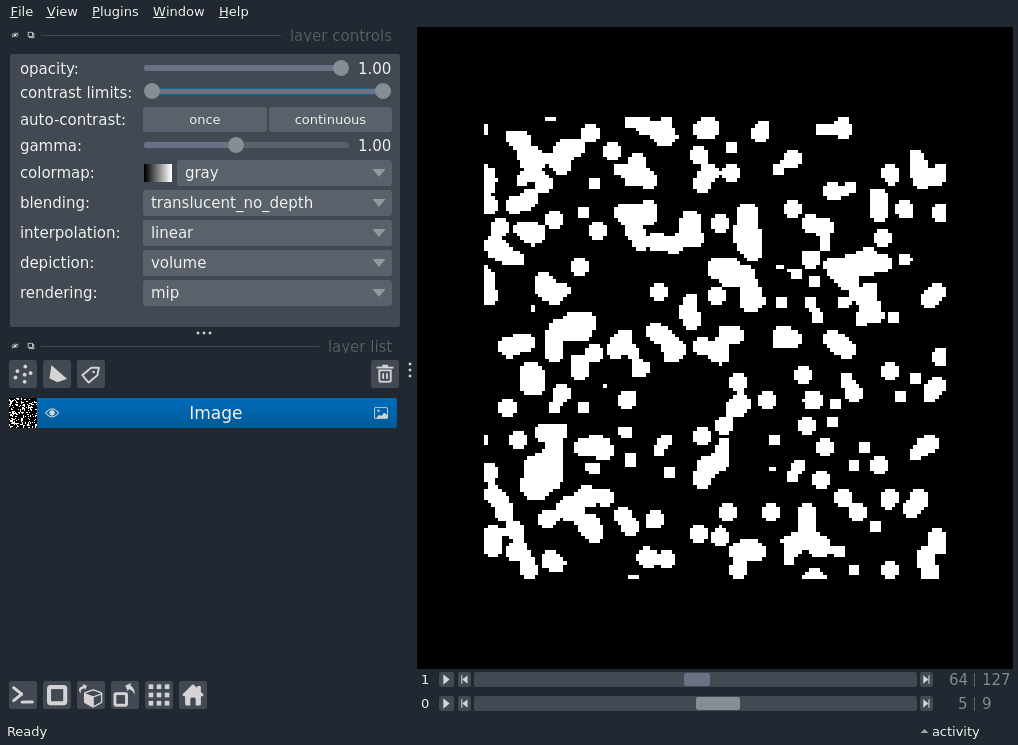 File View Plugins Window Help
layer controls
opacity: 1.00
contrast limits:
auto-contrast: once continuous
gamma: 1.00
colormap: gray
blending: translucent_no_depth
interpolation: linear
depiction: volume
rendering: mip
layer list
Image
1 64 | 127
0 5 | 9
Ready activity